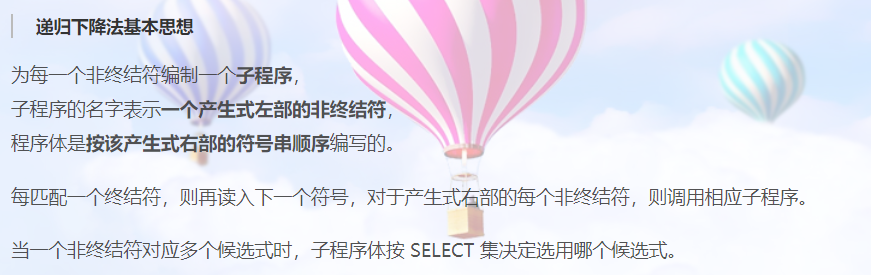 递归下降法基本思想
为每一个非终结符编制一个子程序，
子程序的名字表示一个产生式左部的非终结符，
程序体是按该产生式右部的符号串顺序编写的。
每匹配一个终结符，则再读入下一个符号，对于产生式右部的每个非终结符，则调用相应子程序。
当一个非终结符对应多个候选式时，子程序体按 SELECT 集决定选用哪个候选式。